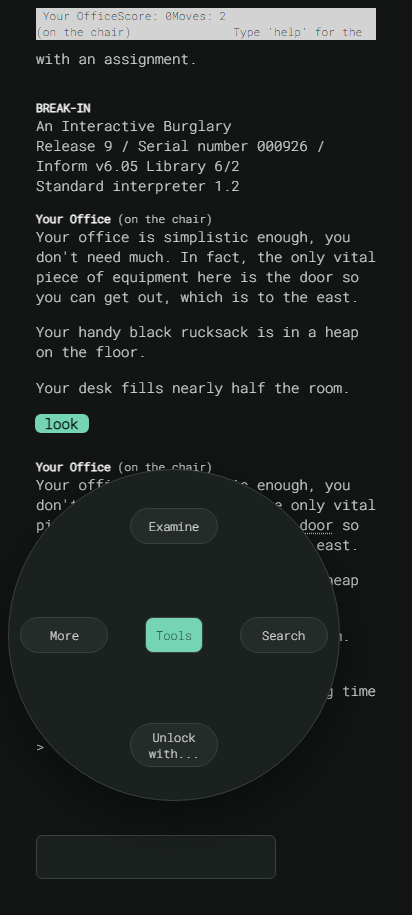 Your OfficeScore: 0Moves: 2
(on the chair) Type 'help' for the
with an assignment.
BREAK-IN
An Interactive Burglary
Release 9 / Serial number 000926 /
Inform v6.05 Library 6/2
Standard interpreter 1.2
Your Office (on the chair)
Your office is simplistic enough, you
don't need much. In fact, the only vital
piece of equipment here is the door so
you can get out, which is to the east.
Your handy black rucksack is in a heap
on the floor.
Your desk fills nearly half the room.
look
Your Office (on the chair)
Your enough, you
only vital
door so
east.
Examine
More
Tools
Search
time
Unlock
with...
>